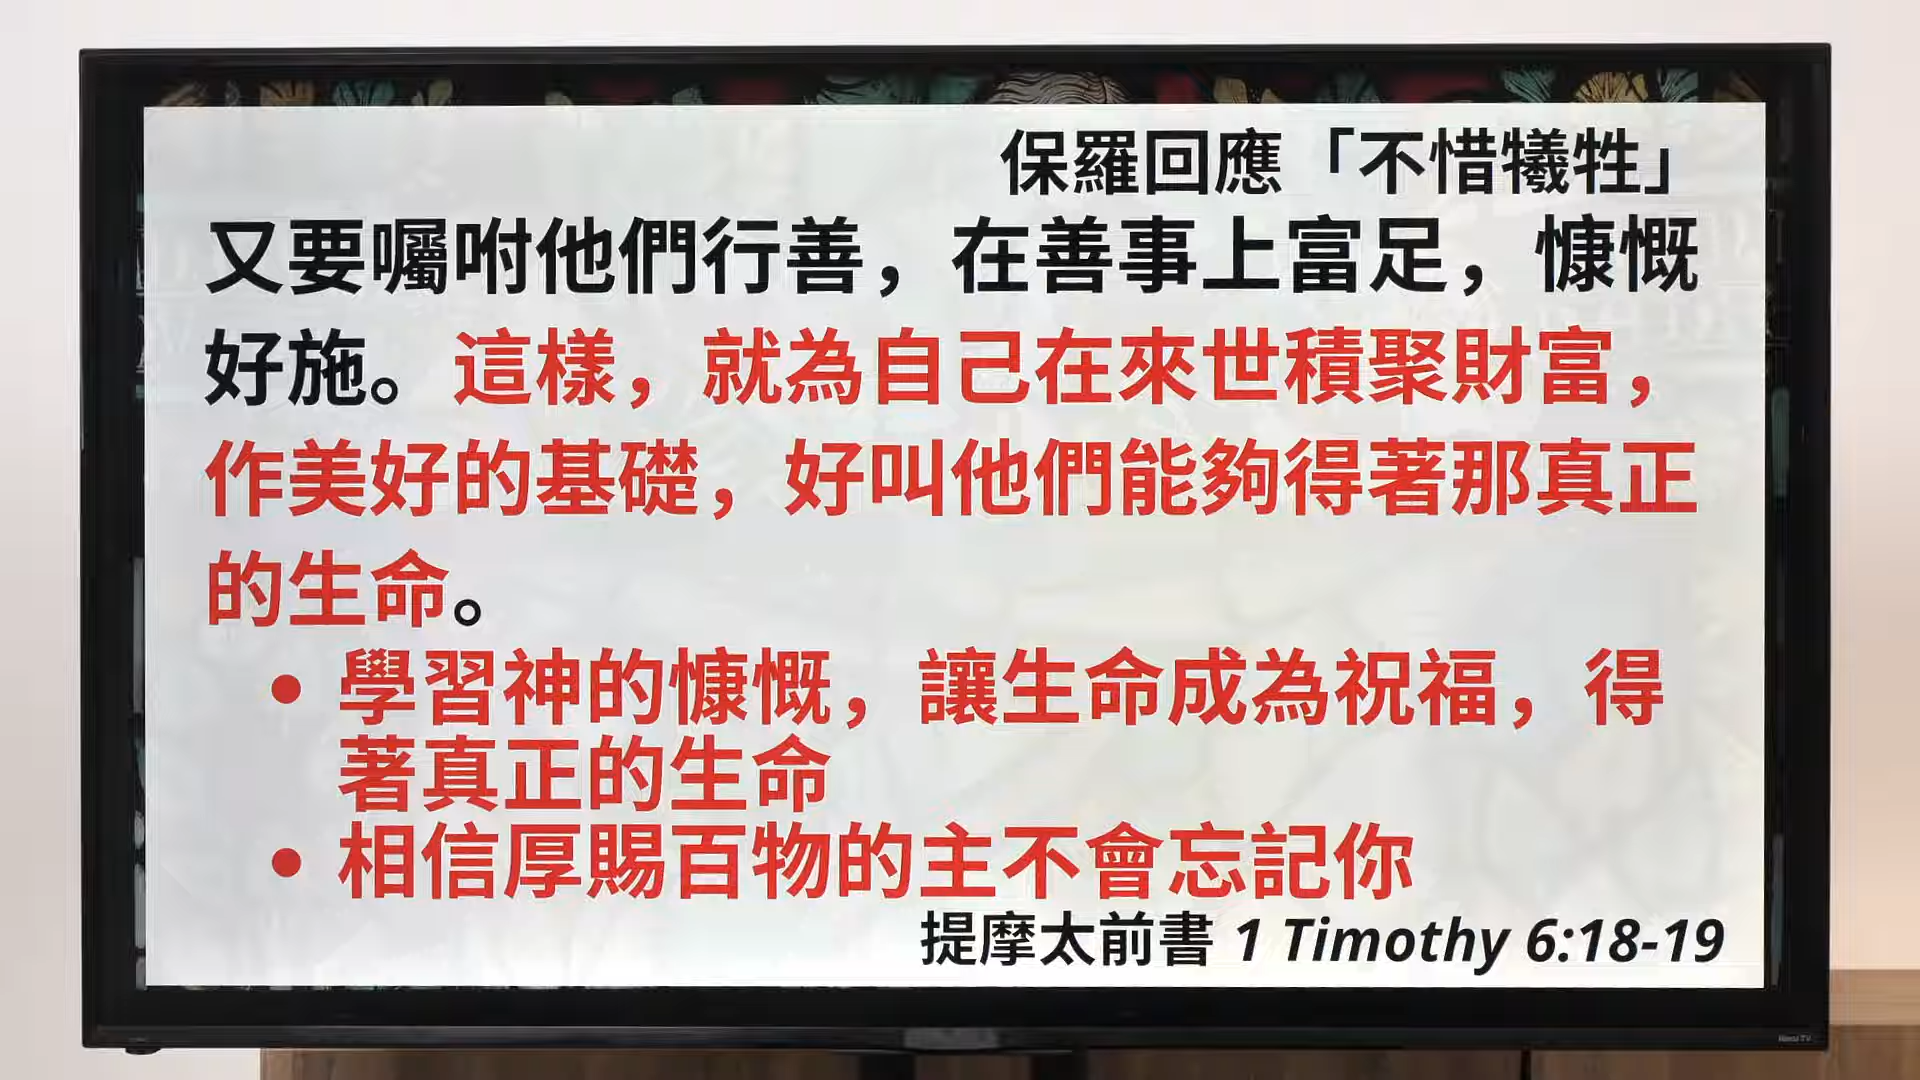 保羅回應「不惜犧牲」
又要囑咐他們行善，在善事上富足，慷慨
好施。這樣，就為自己在來世積聚財富，
作美好的基礎，好叫他們能夠得著那真正
的生命。
• 學習神的慷慨，讓生命成為祝福，得
著真正的生命
• 相信厚賜百物的主不會忘記你
提摩太前書 1 Timothy 6:18-19